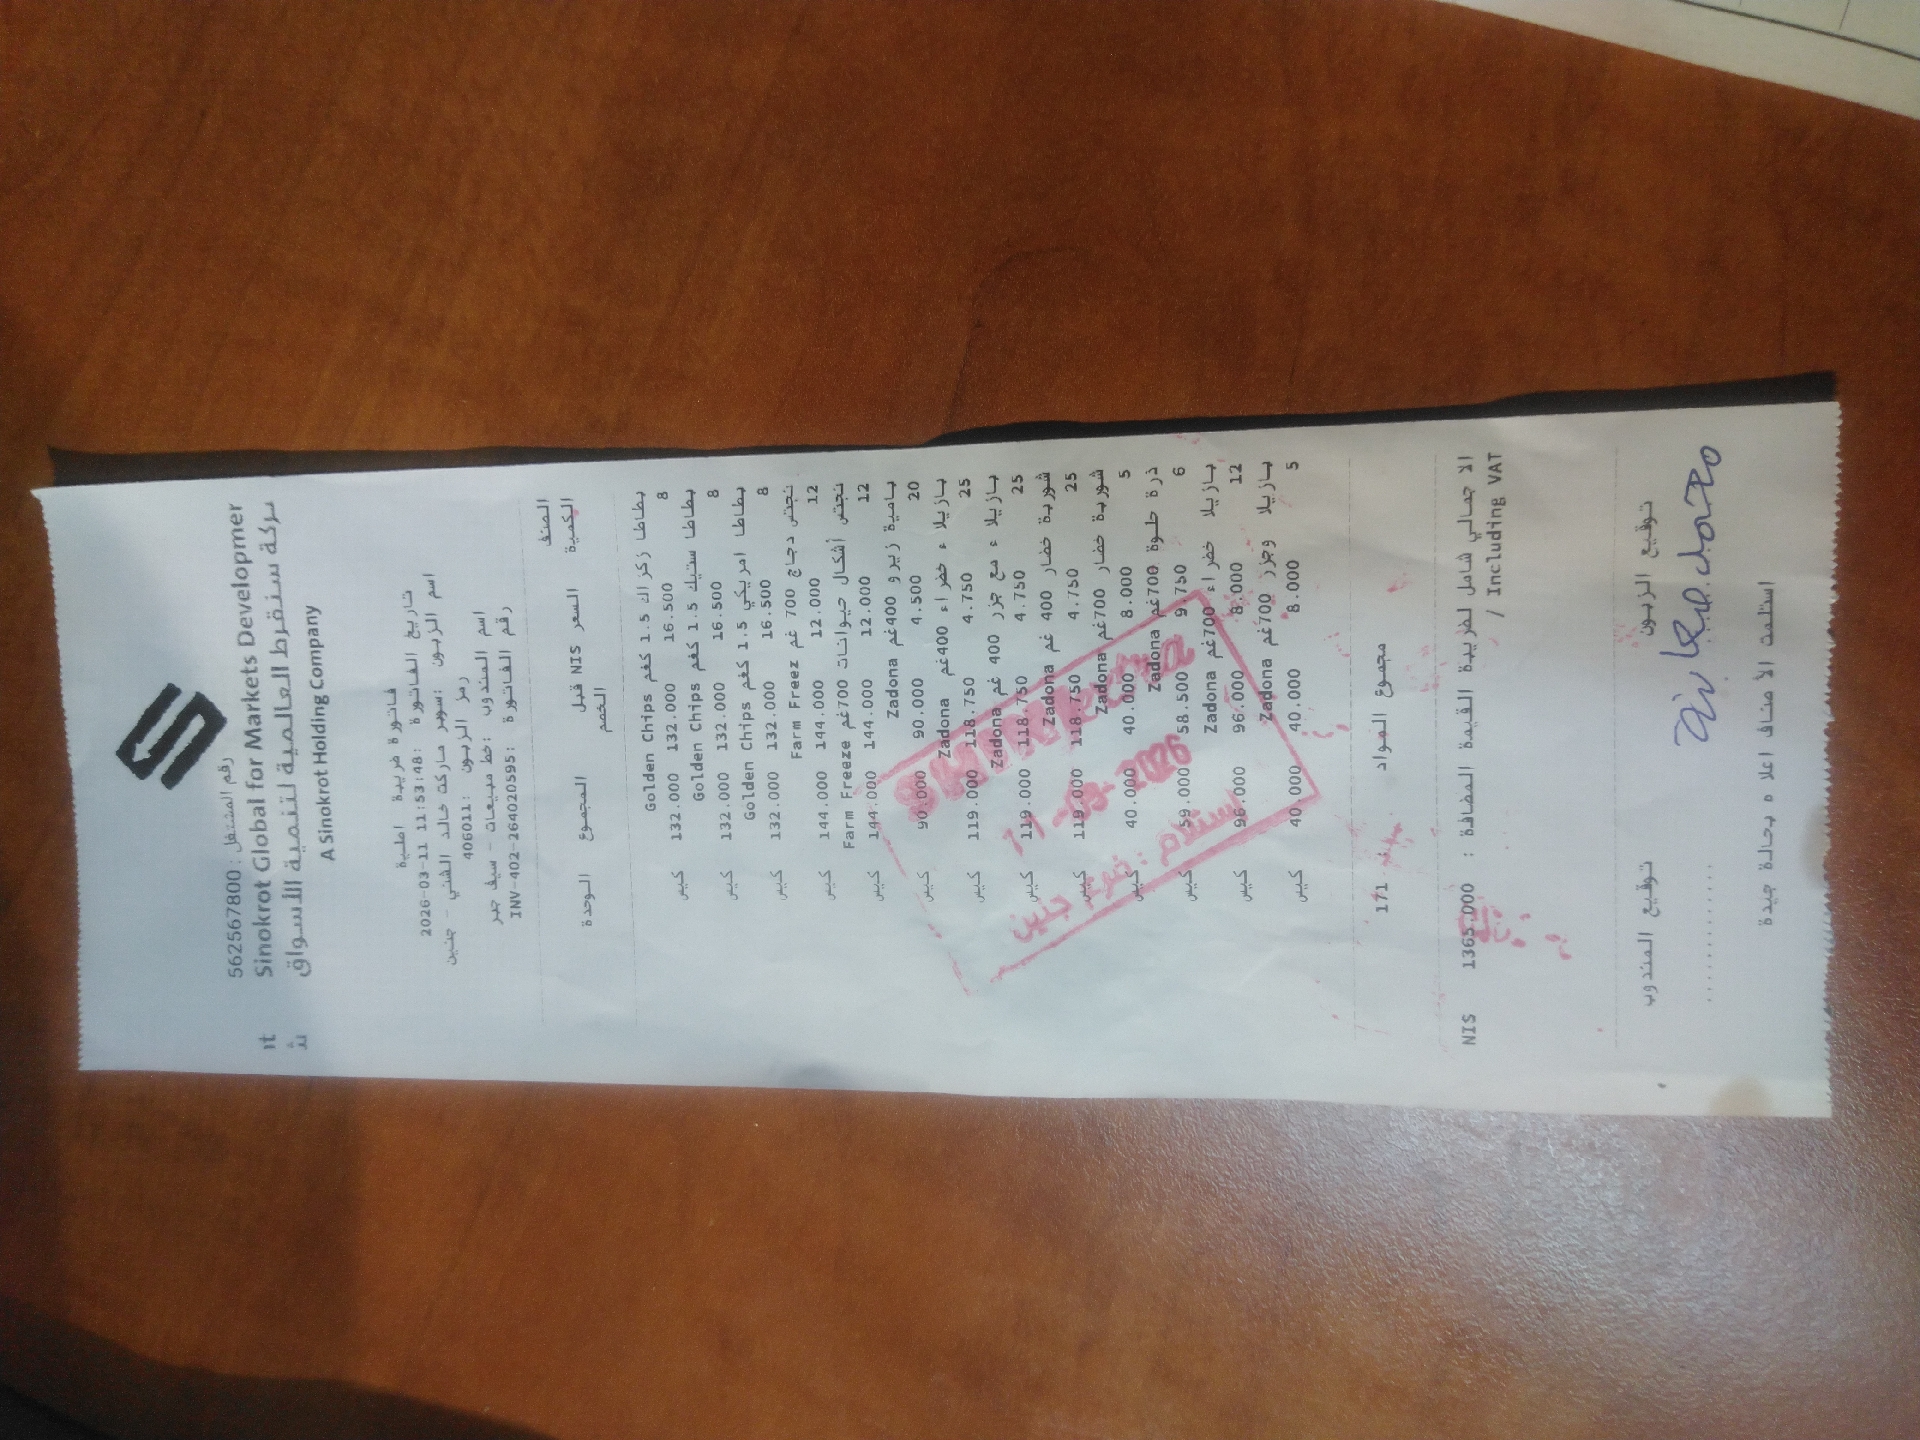 رقم المشتغل : 562567800
Sinokrot Global for Markets Developmer
nt
شركة سنقرط العالمية لتنمية اللسواق
A Sinokrot Holding Company
فاتورة ضريبة اصلية
تاريخ الفاتورة :2026-03-11 11:53:48
اسم الزبون :سوبر ماركت خالد الشني - جنين
رمز الزبون :406011
اسم المندوب :خط مبيعات - سيف جبر
رقم الفاتورة :INV-402-264020595
الصنف
الكمية السعر NIS قبل الخصم المجموع الوحدة
بطاطا زكزاك 1.5 كغم Golden Chips
8 16.500 132.000 132.000 كيس
بطاطا ستيك 1.5 كغم Golden Chips
8 16.500 132.000 132.000 كيس
بطاطا امريكي 1.5 كغم Golden Chips
8 16.500 132.000 132.000 كيس
نجتس دجاج 700 غم Farm Freez
12 12.000 144.000 144.000 كيس
نجتس أشكال حيوانات 700غم Farm Freeze
12 12.000 144.000 144.000 كيس
بامية زيرو 400غم Zadona
20 4.500 90.000 90.000 كيس
بازيلاء خضراء 400غم Zadona
25 4.750 118.750 119.000 كيس
بازيلاء مع جزر 400 غم Zadona
25 4.750 118.750 119.000 كيس
شوربة خضار 400 غم Zadona
25 4.750 118.750 119.000 كيس
شوربة خضار 700غم Zadona
5 8.000 40.000 40.000 كيس
ذرة حلوة 700غم Zadona
6 9.750 58.500 59.000 كيس
بازيلا خضراء 700غم Zadona
12 8.000 96.000 96.000 كيس
بازيلا وجزر 700غم Zadona
5 8.000 40.000 40.000 كيس
11-03-2026
استلام : فرع جنين
مجموع المواد 171
الاجمالي شامل لضريبة القيمة المضافة : 1365.000 NIS
/ Including VAT
توقيع الزبون توقيع المندوب
محمد
..............
استلمت الأصناف اعلاه بحالة جيدة